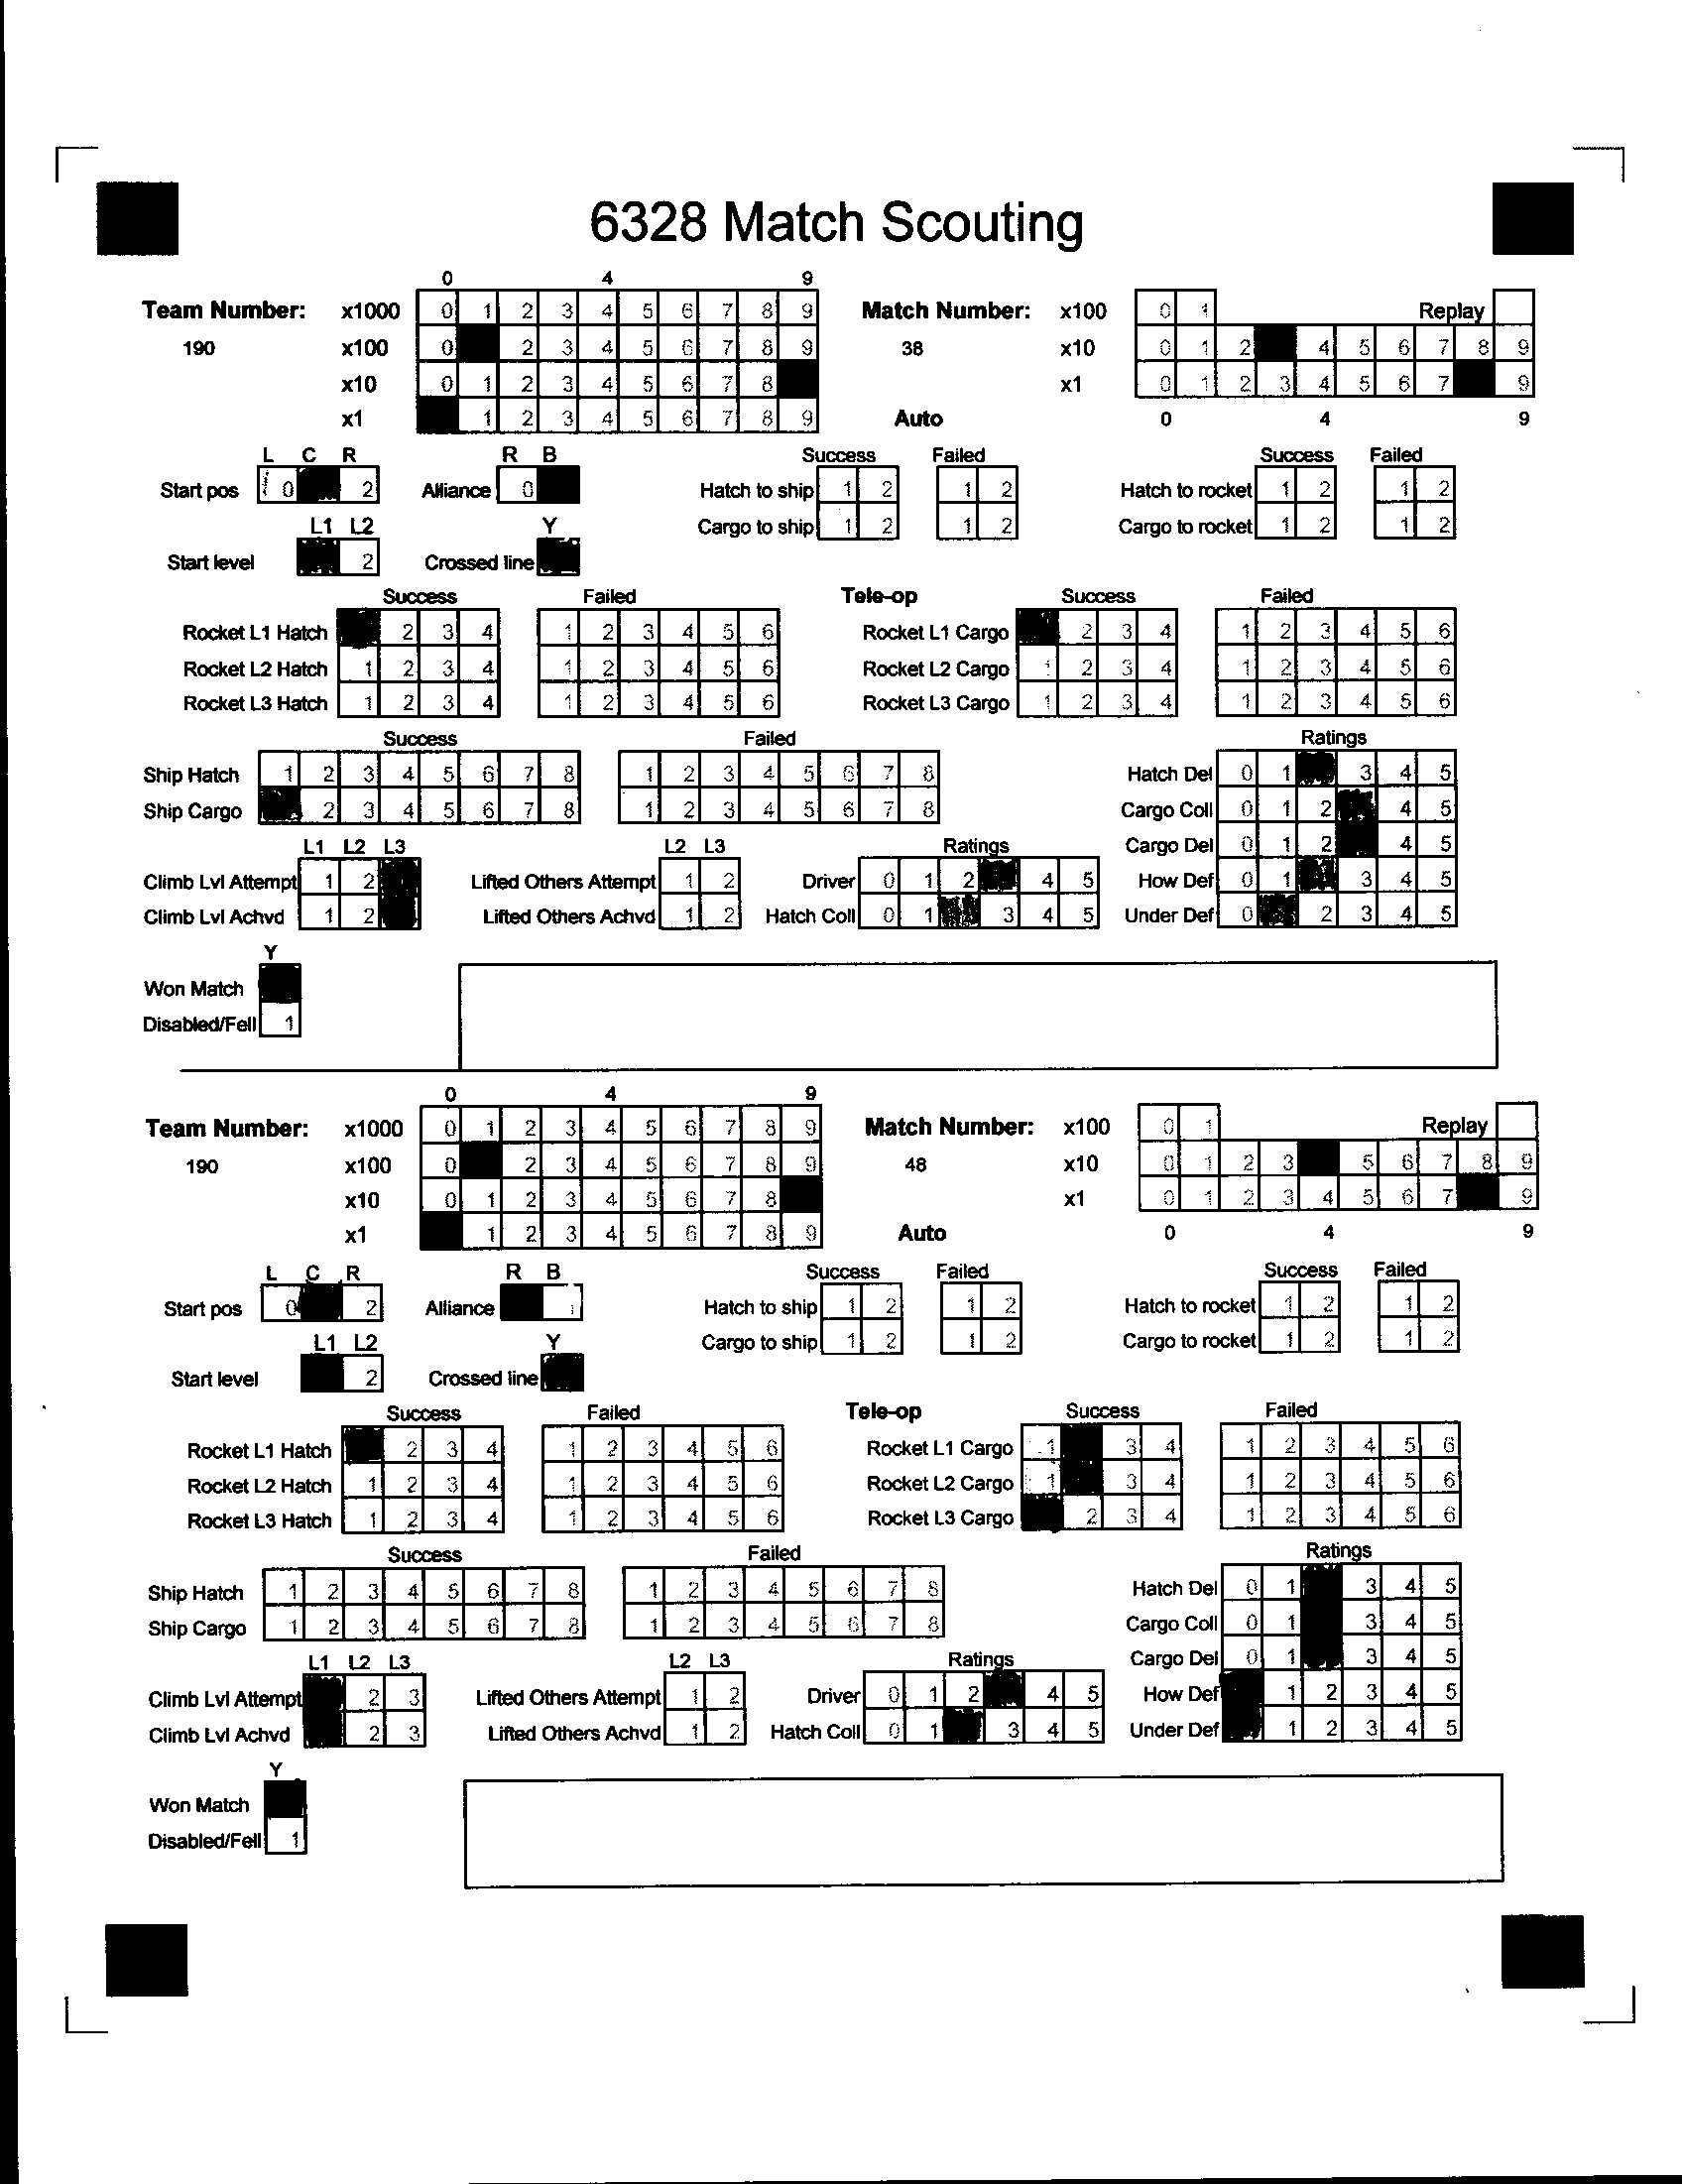 6328 Match Scouting
0 4 9
Team Number: x1000 0 1 2 3 4 5 6 7 8 9 Match Number: x100 0 1 Replay
190 x100 0 2 3 4 5 6 7 8 9 38 x10 0 1 2 4 5 6 7 8 9
x10 0 1 2 3 4 5 6 7 8 x1 0 1 2 3 4 5 6 7 9
x1 1 2 3 4 5 6 7 8 9 Auto 0 4 9
L C R R B Success Failed Success Failed
Start pos 0 2 Alliance 0 Hatch to ship 1 2 1 2 Hatch to rocket 1 2 1 2
L1 L2 Y Cargo to ship 1 2 1 2 Cargo to rocket 1 2 1 2
Start level 2 Crossed line
Success Failed Tele-op Success Failed
Rocket L1 Hatch 2 3 4 1 2 3 4 5 6 Rocket L1 Cargo 2 3 4 1 2 3 4 5 6
Rocket L2 Hatch 1 2 3 4 1 2 3 4 5 6 Rocket L2 Cargo 1 2 3 4 1 2 3 4 5 6
Rocket L3 Hatch 1 2 3 4 1 2 3 4 5 6 Rocket L3 Cargo 1 2 3 4 1 2 3 4 5 6
Success Failed Ratings
Ship Hatch 1 2 3 4 5 6 7 8 1 2 3 4 5 6 7 8 Hatch Del 0 1 3 4 5
Ship Cargo 2 3 4 5 6 7 8 1 2 3 4 5 6 7 8 Cargo Coll 0 1 2 4 5
L1 L2 L3 L2 L3 Ratings Cargo Del 0 1 2 4 5
Climb Lvl Attempt 1 2 Lifted Others Attempt 1 2 Driver 0 1 2 4 5 How Def 0 1 3 4 5
Climb Lvl Achvd 1 2 Lifted Others Achvd 1 2 Hatch Coll 0 1 3 4 5 Under Def 0 2 3 4 5
Y
Won Match
Disabled/Fell 1
0 4 9
Team Number: x1000 0 1 2 3 4 5 6 7 8 9 Match Number: x100 0 1 Replay
190 x100 0 2 3 4 5 6 7 8 9 48 x10 0 1 2 3 5 6 7 8 9
x10 0 1 2 3 4 5 6 7 8 x1 0 1 2 3 4 5 6 7 9
x1 1 2 3 4 5 6 7 8 9 Auto 0 4 9
L C R R B Success Failed Success Failed
Start pos 0 2 Alliance 1 Hatch to ship 1 2 1 2 Hatch to rocket 1 2 1 2
L1 L2 Y Cargo to ship 1 2 1 2 Cargo to rocket 1 2 1 2
Start level 2 Crossed line
Success Failed Tele-op Success Failed
Rocket L1 Hatch 2 3 4 1 2 3 4 5 6 Rocket L1 Cargo 1 3 4 1 2 3 4 5 6
Rocket L2 Hatch 1 2 3 4 1 2 3 4 5 6 Rocket L2 Cargo 1 3 4 1 2 3 4 5 6
Rocket L3 Hatch 1 2 3 4 1 2 3 4 5 6 Rocket L3 Cargo 2 3 4 1 2 3 4 5 6
Success Failed Ratings
Ship Hatch 1 2 3 4 5 6 7 8 1 2 3 4 5 6 7 8 Hatch Del 0 1 3 4 5
Ship Cargo 1 2 3 4 5 6 7 8 1 2 3 4 5 6 7 8 Cargo Coll 0 1 3 4 5
L1 L2 L3 L2 L3 Ratings Cargo Del 0 1 3 4 5
Climb Lvl Attempt 2 3 Lifted Others Attempt 1 2 Driver 0 1 2 4 5 How Def 1 2 3 4 5
Climb Lvl Achvd 2 3 Lifted Others Achvd 1 2 Hatch Coll 0 1 3 4 5 Under Def 1 2 3 4 5
Y
Won Match
Disabled/Fell 1